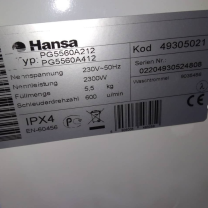 Hansa
Kod 49305021
Typ: PG5560A212
PG5560A412
Nennspannung 230V~50Hz
Nennleistung 2300W
Füllmenge 5,5 kg
Schleuderdrehzahl 600 u/min
IPX4
EN-60456